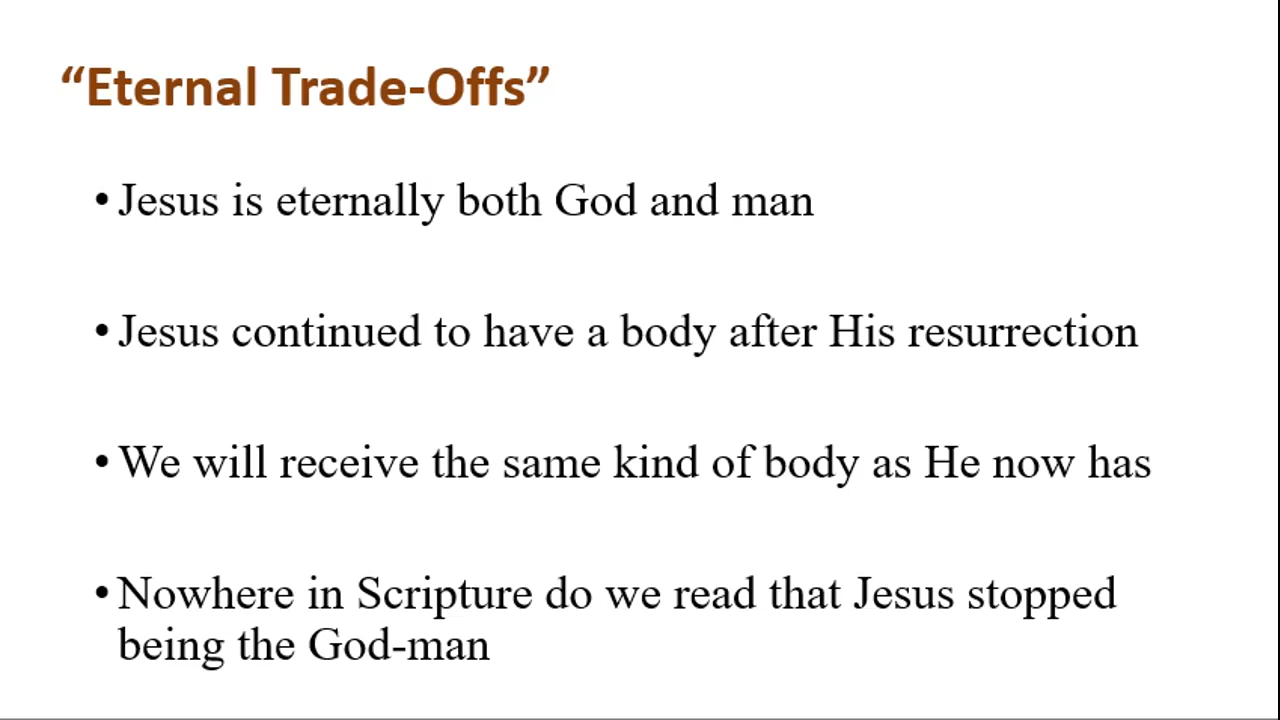 “Eternal Trade-Offs”
• Jesus is eternally both God and man
• Jesus continued to have a body after His resurrection
• We will receive the same kind of body as He now has
• Nowhere in Scripture do we read that Jesus stopped
being the God-man